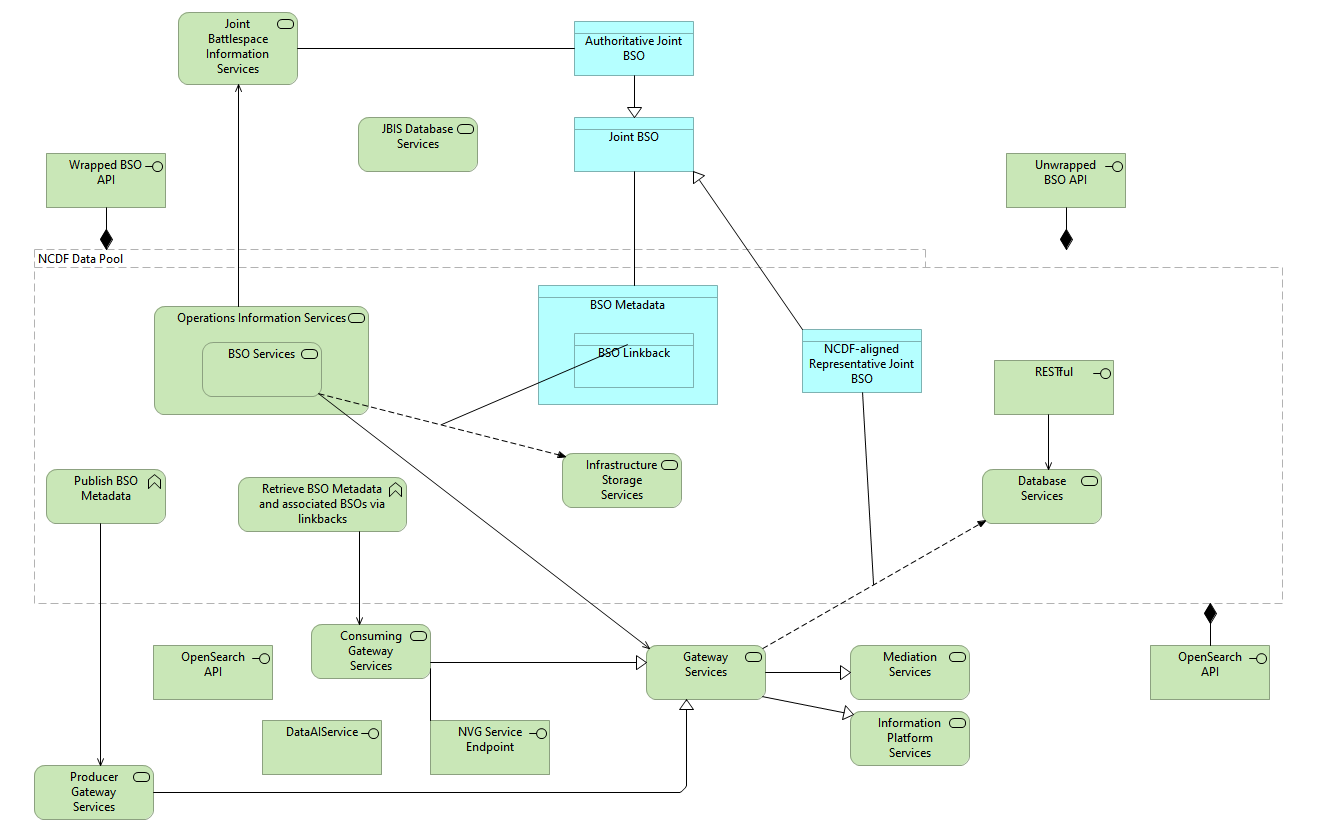 Joint
Battlespace
Information
Services
Authoritative Joint
BSO
JBIS Database
Services
Joint BSO
Wrapped BSO
API
Unwrapped
BSO API
NCDF Data Pool
Operations Information Services
BSO Services
BSO Metadata
BSO Linkback
NCDF-aligned
Representative Joint
BSO
RESTful
Publish BSO
Metadata
Retrieve BSO Metadata
and associated BSOs via
linkbacks
Infrastructure
Storage
Services
Database
Services
Consuming
Gateway
Services
OpenSearch
API
Gateway
Services
Mediation
Services
OpenSearch
API
DataAIService
NVG Service
Endpoint
Information
Platform
Services
Producer
Gateway
Services